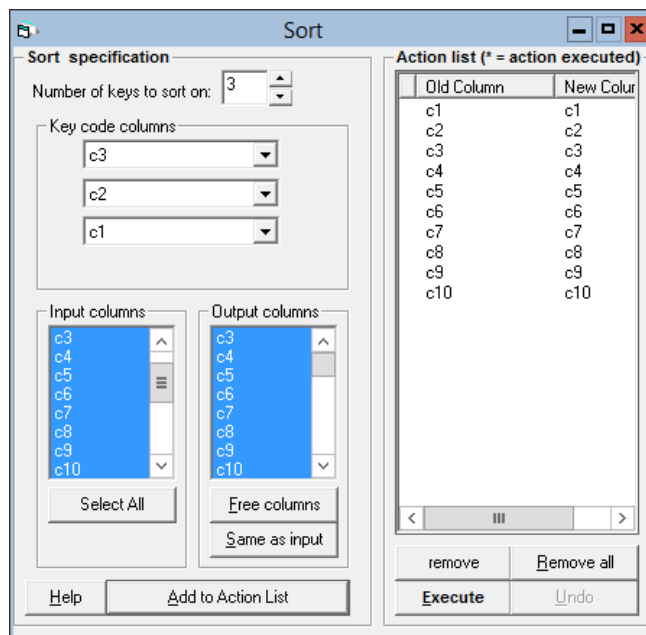 Sort
Sort specification
Number of keys to sort on: 3
Key code columns
c3
c2
c1
Input columns
c3
c4
c5
c6
c7
c8
c9
c10
Select All
Output columns
c3
c4
c5
c6
c7
c8
c9
c10
Free columns
Same as input
Help
Add to Action List
Action list (* = action executed)
Old Column New Colur
c1 c1
c2 c2
c3 c3
c4 c4
c5 c5
c6 c6
c7 c7
c8 c8
c9 c9
c10 c10
remove
Remove all
Execute
Undo